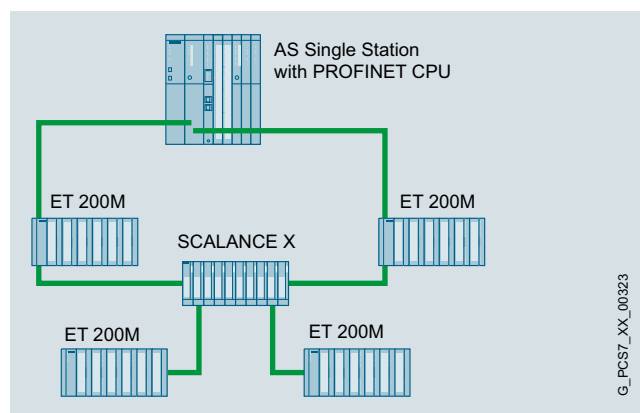 AS Single Station
with PROFINET CPU
ET 200M
ET 200M
SCALANCE X
ET 200M
ET 200M
G_PCS7_XX_00323